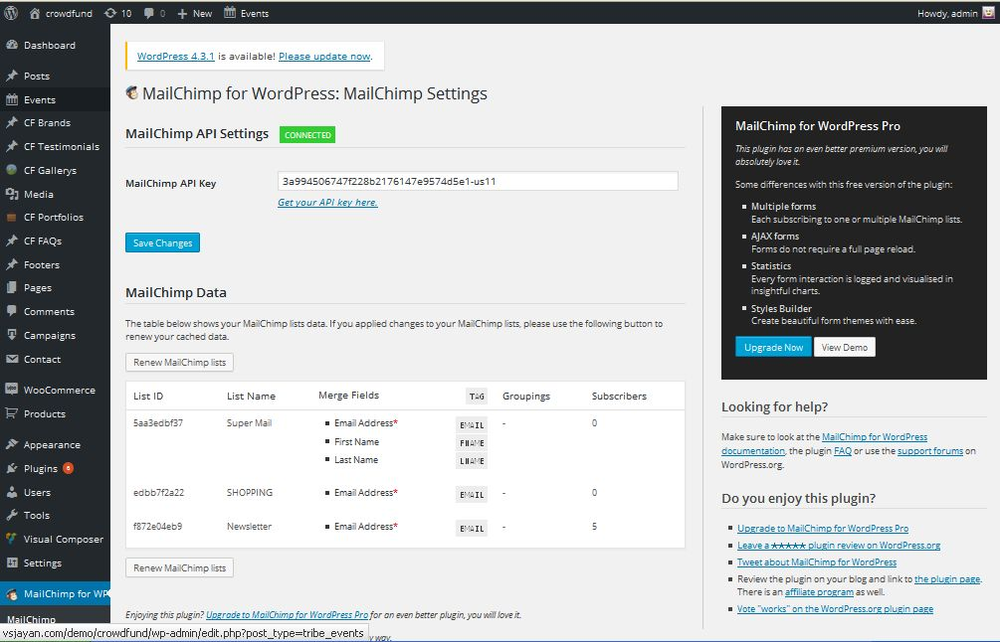 crowdfund 10 0 New Events Howdy, admin
Dashboard
Posts
Events
CF Brands
CF Testimonials
CF Gallerys
Media
CF Portfolios
CF FAQs
Footers
Pages
Comments
Campaigns
Contact
WooCommerce
Products
Appearance
Plugins 6
Users
Tools
Visual Composer
Settings
MailChimp for WP
MailChimp
WordPress 4.3.1 is available! Please update now.
MailChimp for WordPress: MailChimp Settings
MailChimp API Settings CONNECTED
MailChimp API Key 3a994506747f228b2176147e9574d5e1-us11
Get your API key here.
Save Changes
MailChimp Data
The table below shows your MailChimp lists data. If you applied changes to your MailChimp lists, please use the following button to
renew your cached data.
Renew MailChimp lists
List ID List Name Merge Fields TAG Groupings Subscribers
5aa3edbf37 Super Mail Email Address* EMAIL - 0
First Name FNAME
Last Name LNAME
edbb7f2a22 SHOPPING Email Address* EMAIL - 0
f872e04eb9 Newsletter Email Address* EMAIL - 5
Renew MailChimp lists
Enjoying this plugin? Upgrade to MailChimp for WordPress Pro for an even better plugin, you will love it.
y way.
MailChimp for WordPress Pro
This plugin has an even better premium version, you will
absolutely love it.
Some differences with this free version of the plugin:
Multiple forms
Each subscribing to one or multiple MailChimp lists.
AJAX forms
Forms do not require a full page reload.
Statistics
Every form interaction is logged and visualised in
insightful charts.
Styles Builder
Create beautiful form themes with ease.
Upgrade Now View Demo
Looking for help?
Make sure to look at the MailChimp for WordPress
documentation, the plugin FAQ or use the support forums on
WordPress.org.
Do you enjoy this plugin?
Upgrade to MailChimp for WordPress Pro
Leave a ★★★★★ plugin review on WordPress.org
Tweet about MailChimp for WordPress
Review the plugin on your blog and link to the plugin page.
There is an affiliate program as well.
Vote "works" on the WordPress.org plugin page
vsjayan.com/demo/crowdfund/wp-admin/edit.php?post_type=tribe_events